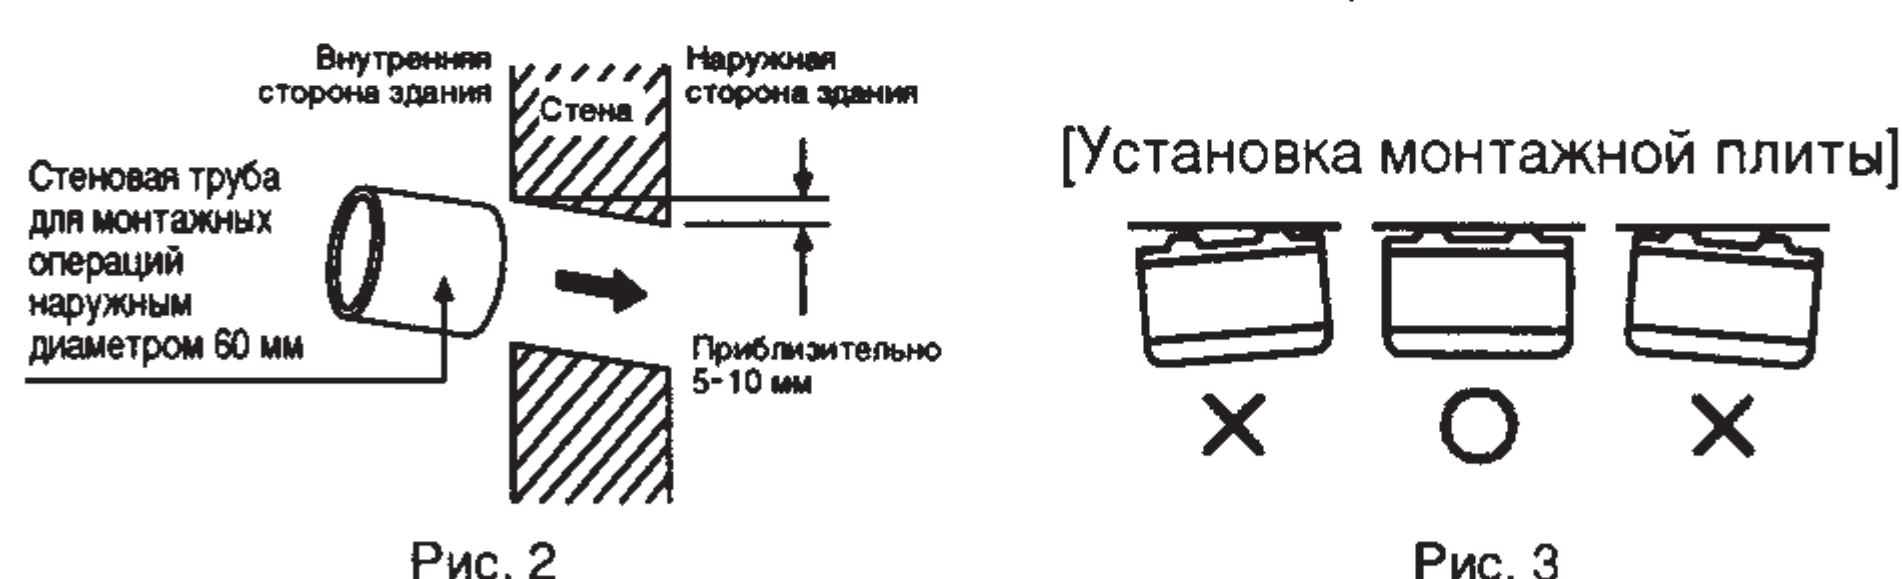 Внутренняя
сторона здания
Стена
Наружная
сторона здания
Стеновая труба
для монтажных
операций
наружным
диаметром 60 мм
Приблизительно
5-10 мм
Рис. 2
[Установка монтажной плиты]
Рис. 3